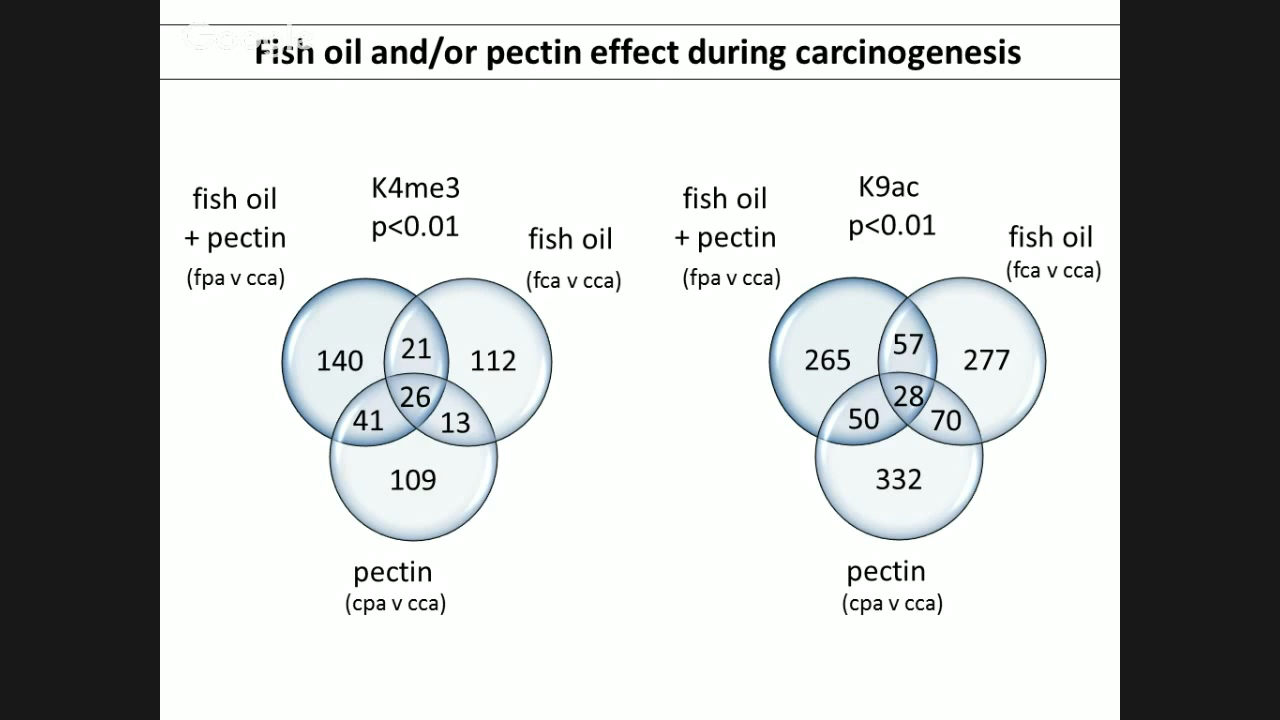 Google
Fish oil and/or pectin effect during carcinogenesis
fish oil
+ pectin
(fpa v cca)
K4me3
p<0.01
fish oil
(fca v cca)
140
21
112
26
41
13
109
pectin
(cpa v cca)
fish oil
+ pectin
(fpa v cca)
K9ac
p<0.01
fish oil
(fca v cca)
265
57
277
28
50
70
332
pectin
(cpa v cca)